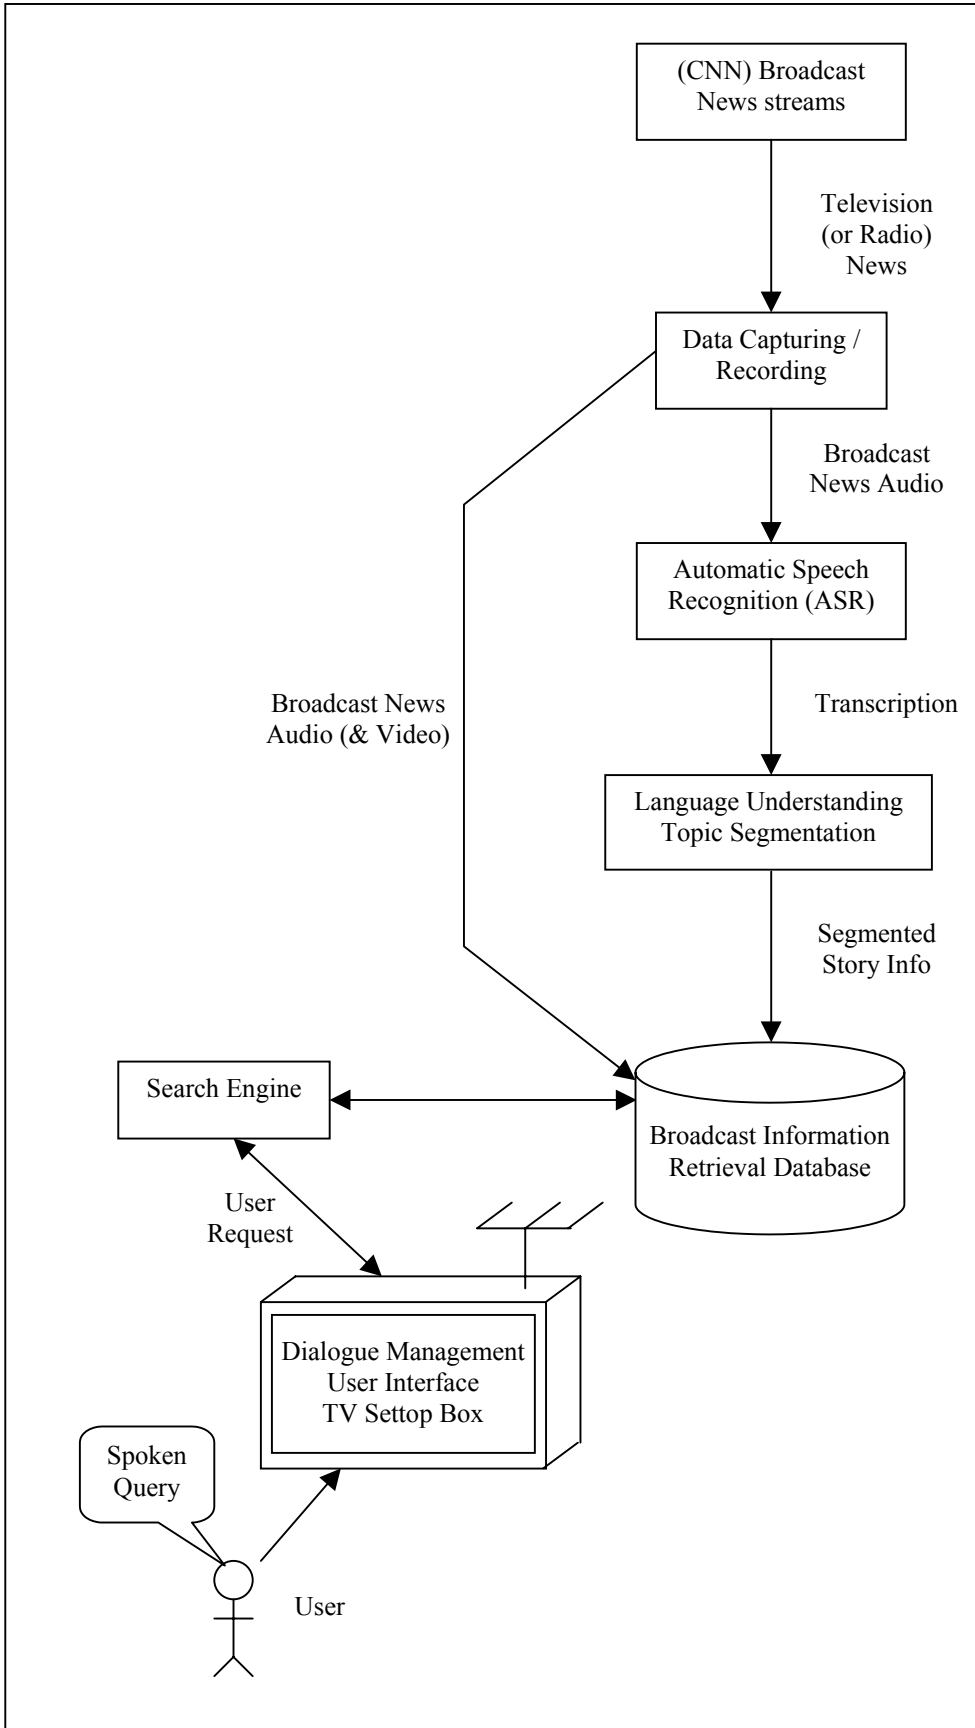 (CNN) Broadcast
News streams
Television
(or Radio)
News
Data Capturing /
Recording
Broadcast
News Audio
Automatic Speech
Recognition (ASR)
Broadcast News
Audio (& Video)
Transcription
Language Understanding
Topic Segmentation
Segmented
Story Info
Search Engine
Broadcast Information
Retrieval Database
User
Request
Dialogue Management
User Interface
TV Settop Box
Spoken
Query
User